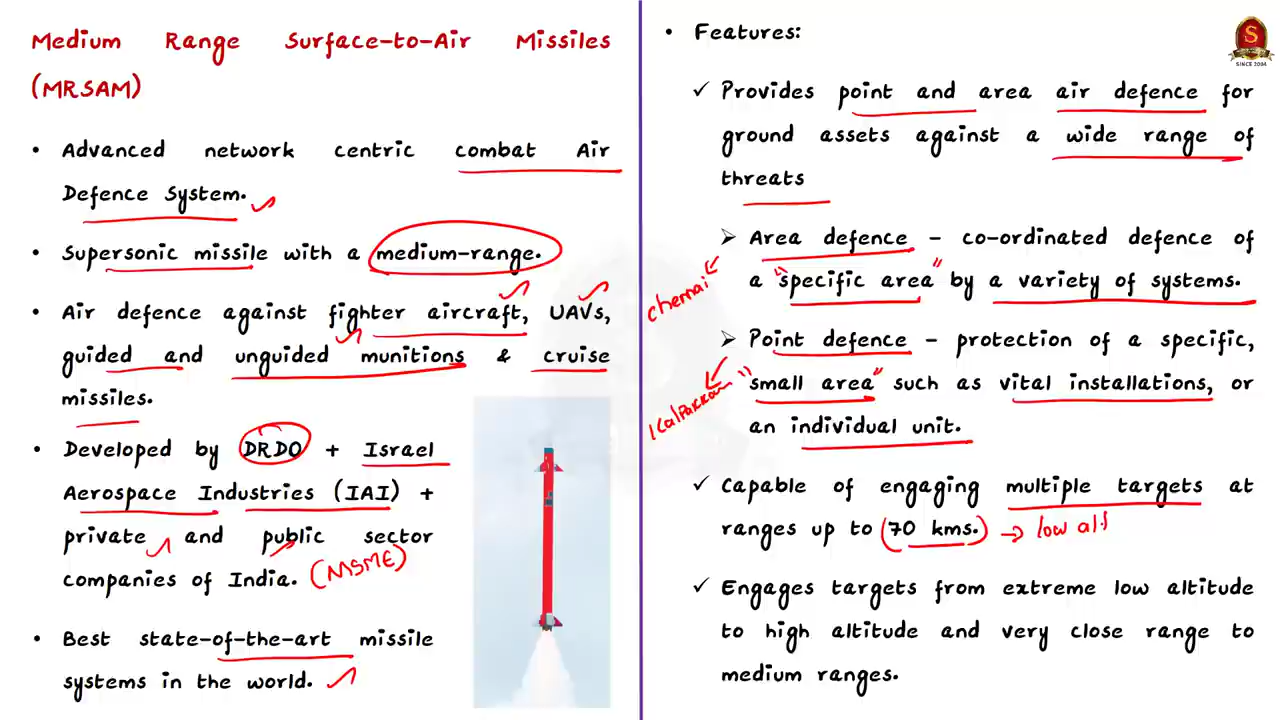 Medium Range Surface-to-Air Missiles
(MRSAM)
• Advanced network centric combat Air
Defence System.
• Supersonic missile with a medium-range.
• Air defence against fighter aircraft, UAVs,
guided and unguided munitions & cruise
missiles.
• Developed by DRDO + Israel
Aerospace Industries (IAI) +
private and public sector
companies of India. (MSME)
• Best state-of-the-art missile
systems in the world.
• Features:
✓ Provides point and area air defence for
ground assets against a wide range of
threats
➢ Area defence – co-ordinated defence of
a "specific area" by a variety of systems.
chennai
➢ Point defence – protection of a specific,
"small area" such as vital installations, or
an individual unit.
Kalpakkam
✓ Capable of engaging multiple targets at
ranges up to (70 kms.) → low alt
✓ Engages targets from extreme low altitude
to high altitude and very close range to
medium ranges.
S
SINCE 2004